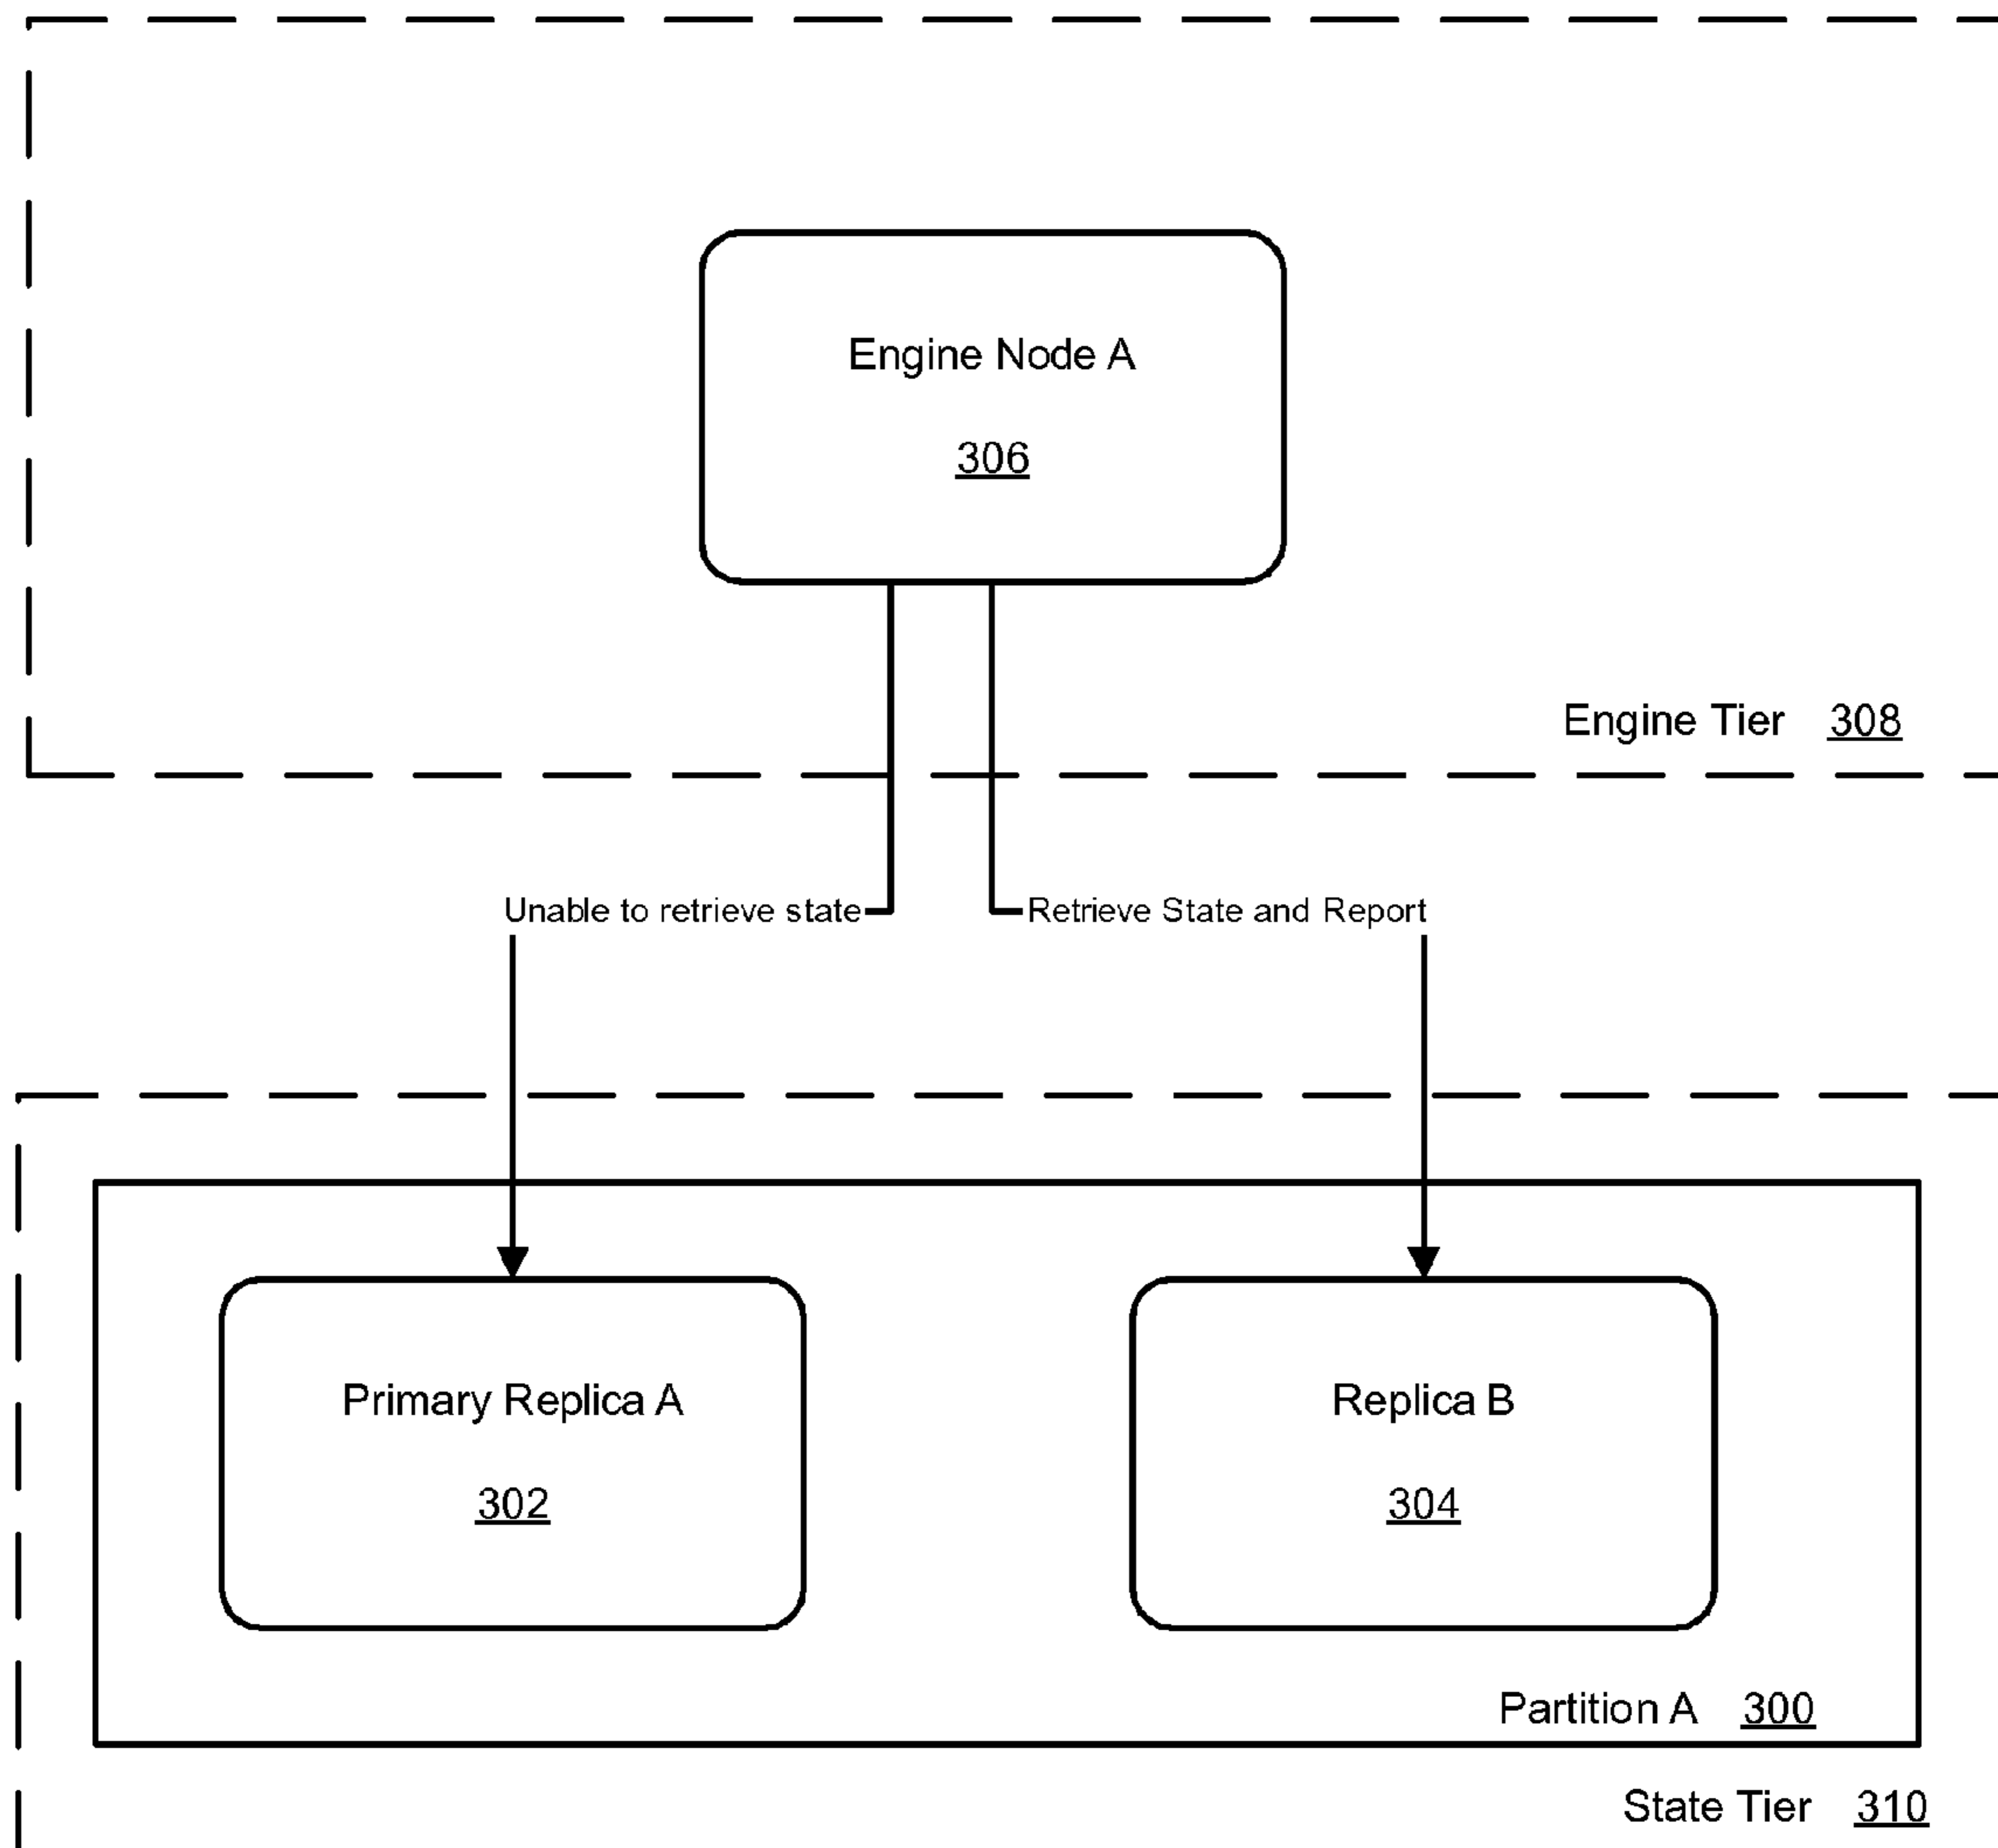 Engine Node A
306
Engine Tier 308
Unable to retrieve state
Retrieve State and Report
Primary Replica A
302
Replica B
304
Partition A 300
State Tier 310